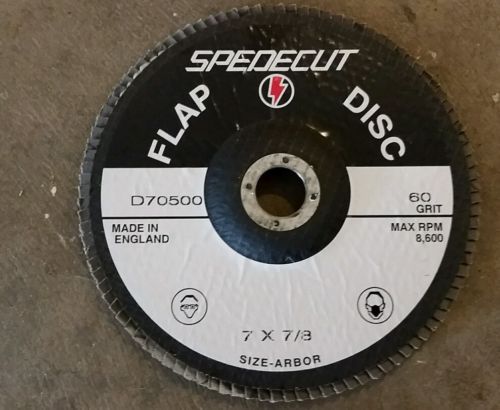 SPEDECUT
FLAP DISC
D70500
60
GRIT
MADE IN
ENGLAND
MAX RPM
8,600
7 X 7/8
SIZE-ARBOR